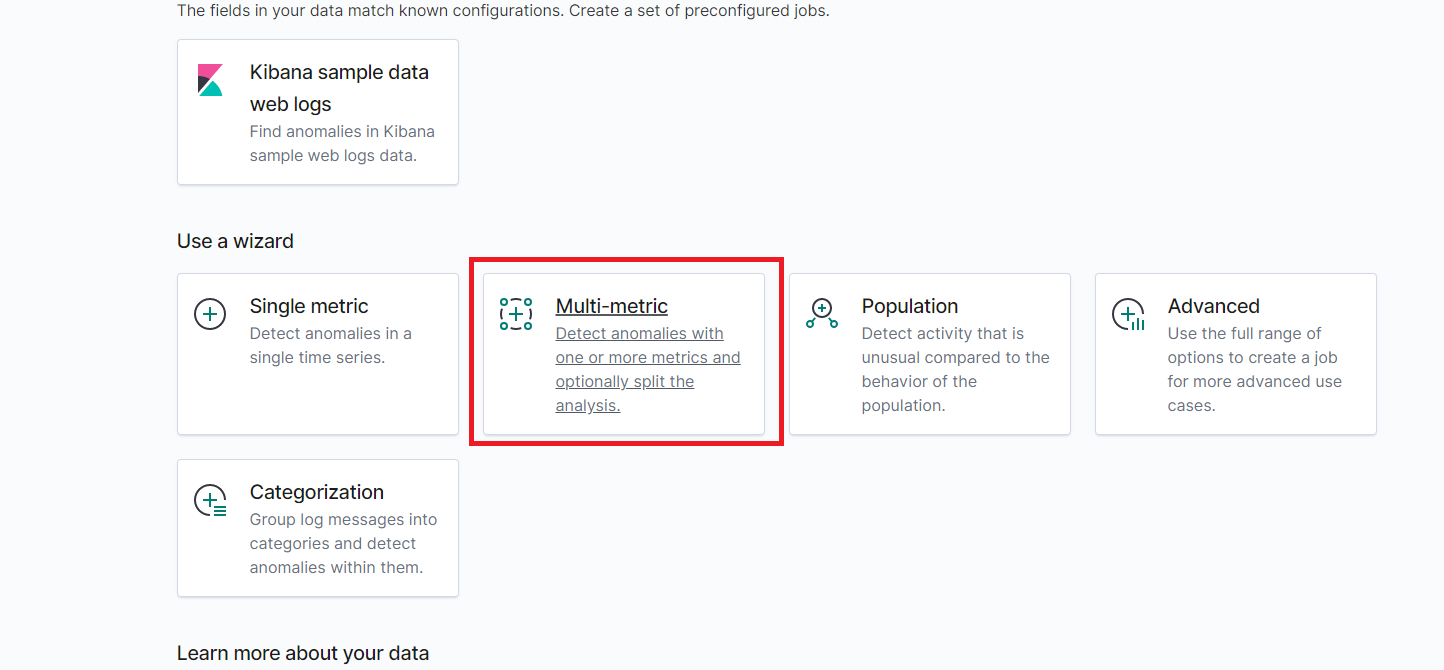 The fields in your data match known configurations. Create a set of preconfigured jobs.
Kibana sample data
web logs
Find anomalies in Kibana
sample web logs data.
Use a wizard
Single metric
Detect anomalies in a
single time series.
Multi-metric
Detect anomalies with
one or more metrics and
optionally split the
analysis.
Population
Detect activity that is
unusual compared to the
behavior of the
population.
Advanced
Use the full range of
options to create a job
for more advanced use
cases.
Categorization
Group log messages into
categories and detect
anomalies within them.
Learn more about your data